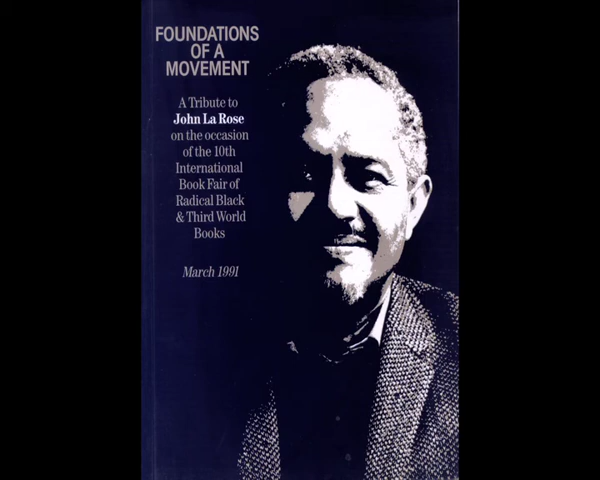 FOUNDATIONS
OF A
MOVEMENT
A Tribute to
John La Rose
on the occasion
of the 10th
International
Book Fair of
Radical Black
& Third World
Books
March 1991